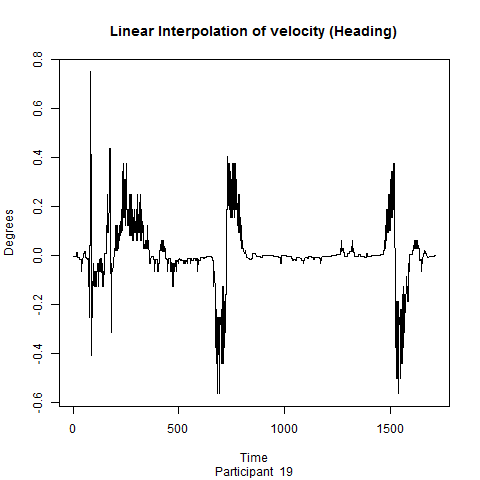 Linear Interpolation of velocity (Heading)
0.8
0.6
0.4
0.2
0.0
-0.2
-0.4
-0.6
Degrees
0 500 1000 1500
Time
Participant 19